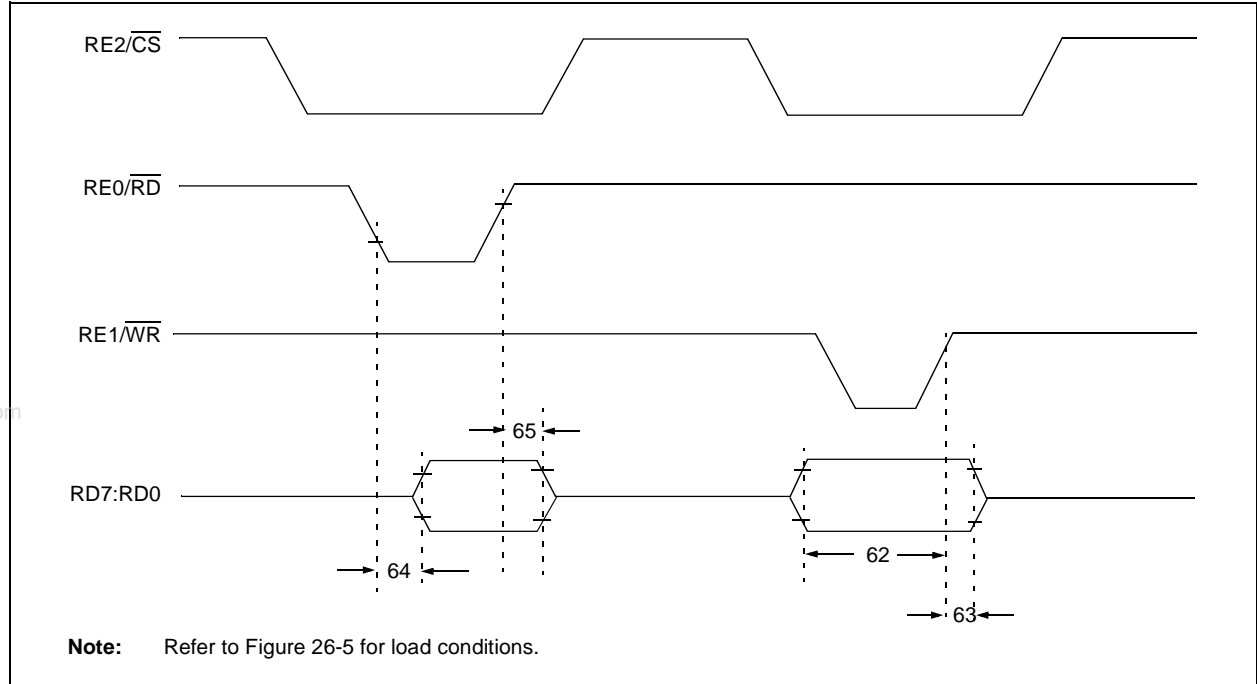 RE2/CS
RE0/RD
RE1/WR
om
65
RD7:RD0
62
64
63
Note: Refer to Figure 26-5 for load conditions.